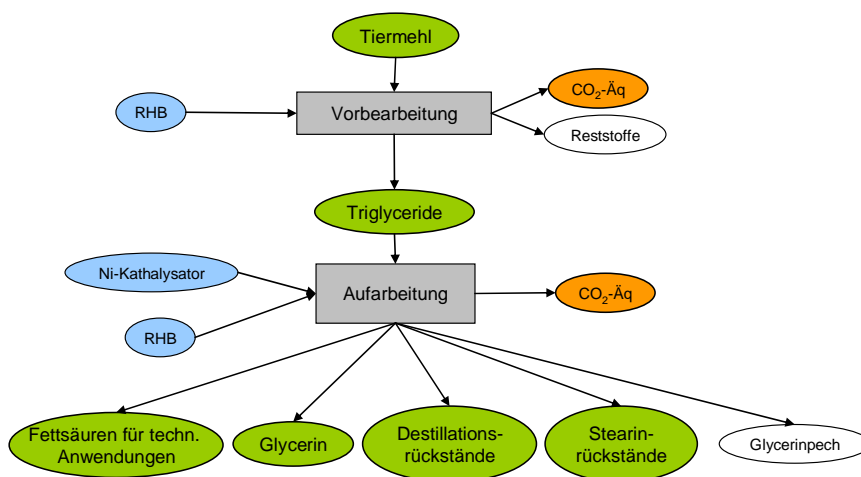 Tiermehl
CO₂-Äq
RHB
Vorbearbeitung
Reststoffe
Triglyceride
Ni-Kathalysator
Aufarbeitung
CO₂-Äq
RHB
Fettsäuren für techn.
Anwendungen
Glycerin
Destillations-
rückstände
Stearin-
rückstände
Glycerinpech